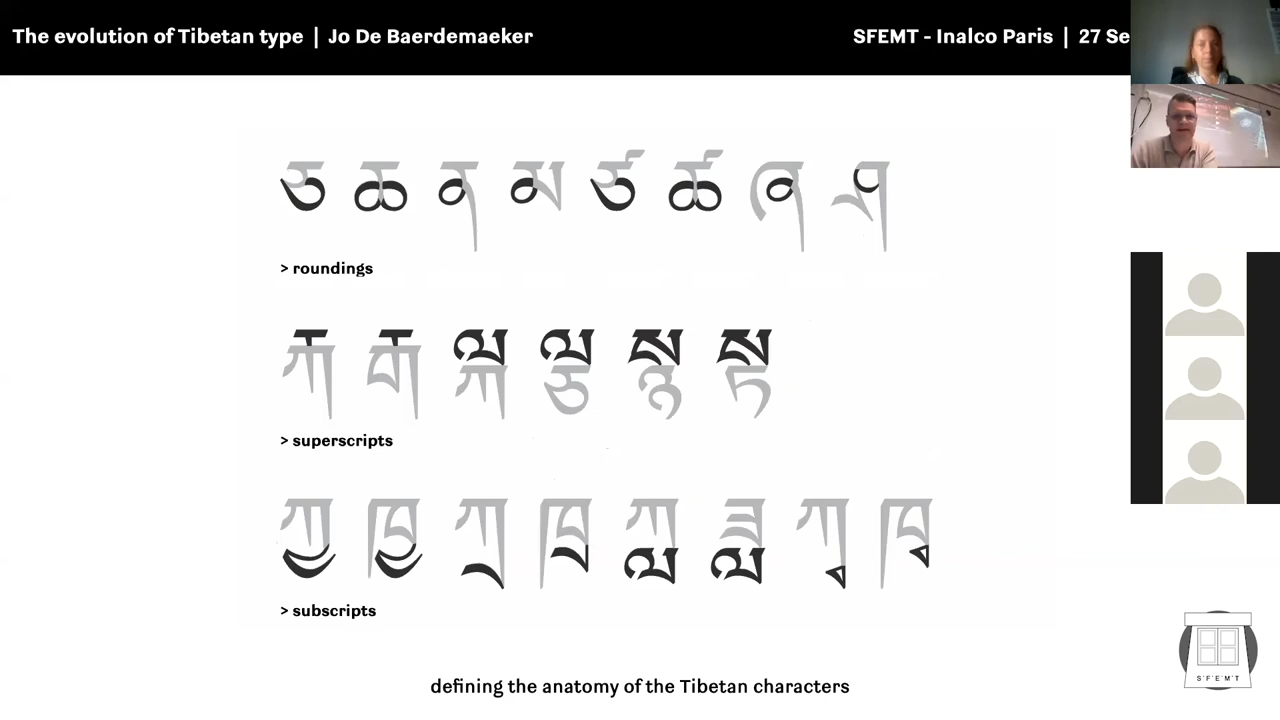 The evolution of Tibetan type | Jo De Baerdemaeker
SFEMT - Inalco Paris | 27 Se
ཅ ཆ ན མ ཙ ཚ ཞ ཤ
> roundings
རྐ རྒ ལྐ ལྕ སྙ སྟ
> superscripts
ཀྱ ཁྱ ཀྲ ཁྲ ཀླ ཟླ ཀྭ ཁྭ
> subscripts
defining the anatomy of the Tibetan characters
S·F·E·M·T